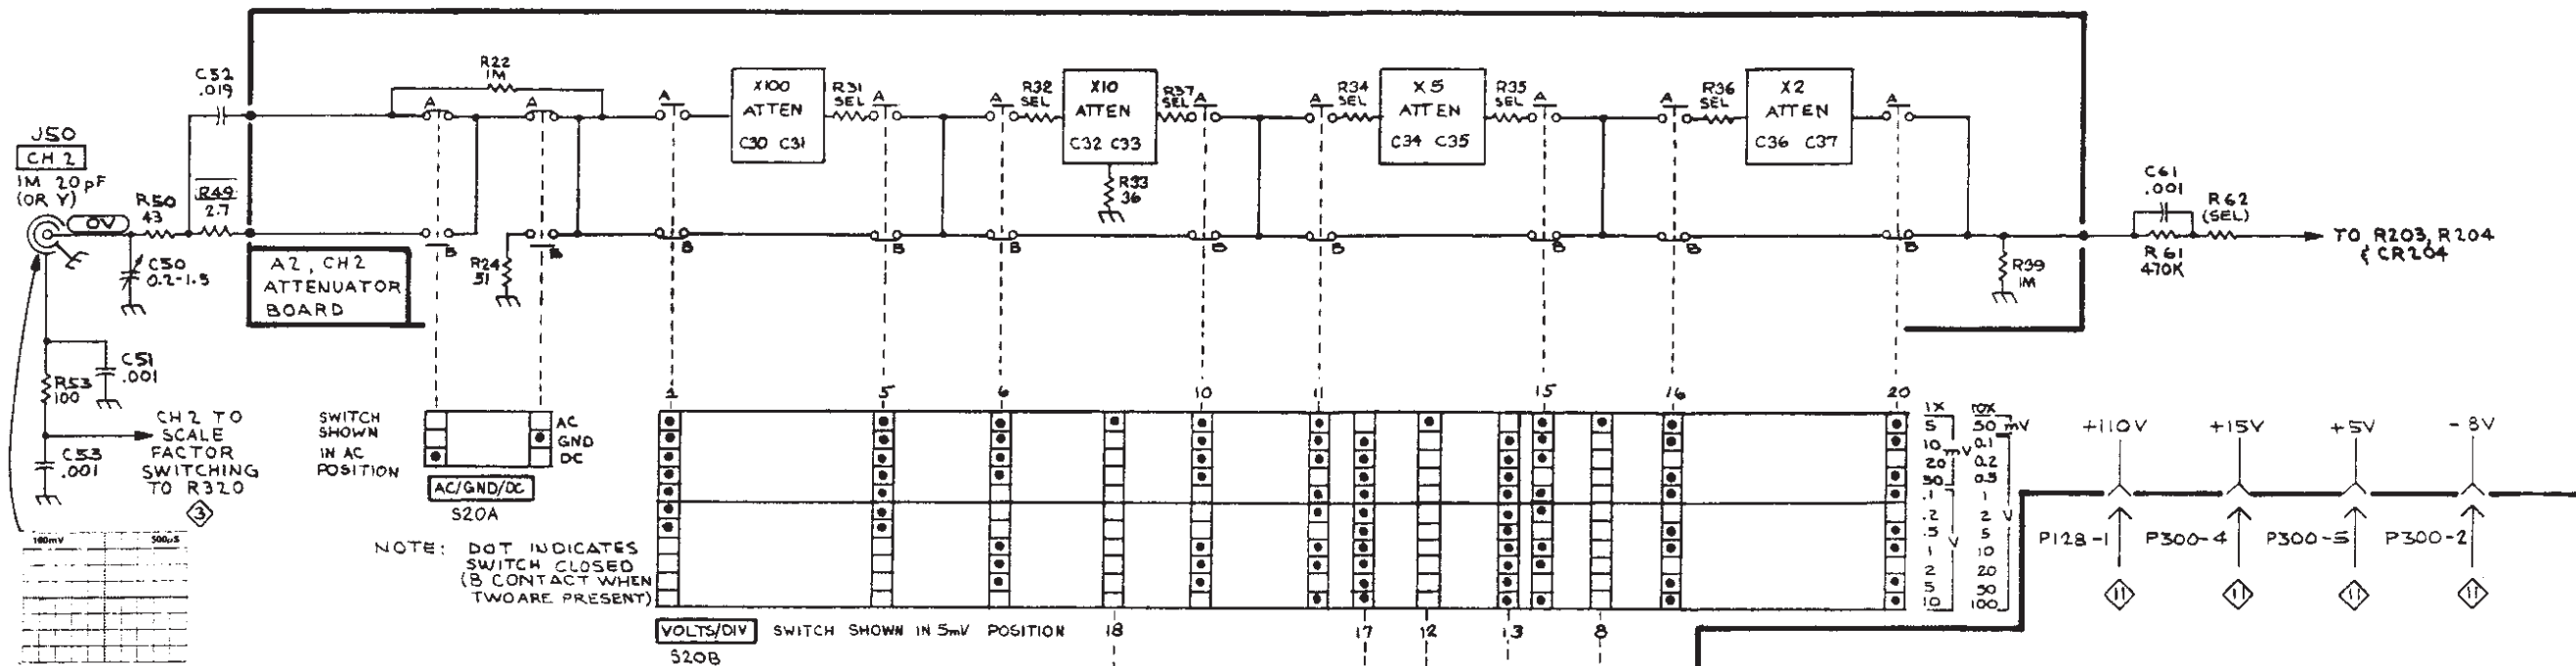 C52
.019
R22
1M
J50
CH 2
1M 20pF
(OR Y)
0V
R50
43
R49
2.7
C50
0.2-1.5
A2, CH2
ATTENUATOR
BOARD
A
A
B
B
R24
51
A
B
X100
ATTEN
C30 C31
R31
SEL
A
B
A
B
R32
SEL
X10
ATTEN
C32 C33
R33
36
R37
SEL
A
B
A
B
R34
SEL
X5
ATTEN
C34 C35
R35
SEL
A
B
A
B
R36
SEL
X2
ATTEN
C36 C37
A
B
R39
1M
C61
.001
R61
470K
R62
(SEL)
TO R203, R204
& CR204
C51
.001
R53
100
C53
.001
CH 2 TO
SCALE
FACTOR
SWITCHING
TO R320
3
SWITCH
SHOWN
IN AC
POSITION
AC
GND
DC
AC/GND/DC
S20A
NOTE: DOT INDICATES
SWITCH CLOSED
(B CONTACT WHEN
TWO ARE PRESENT)
1 5 6 10 11 15 16 20
1X 10X
5 50 mV
10 0.1
mV
20 0.2
50 0.5
.1 1
.2 2 V
.5 5
1 V 10
2 20
5 50
10 100
VOLTS/DIV SWITCH SHOWN IN 5mV POSITION
S20B
18 17 12 13 8
+110V +15V +5V -8V
P128-1 P300-4 P300-5 P300-2
11 11 11 11
100mV 500µS